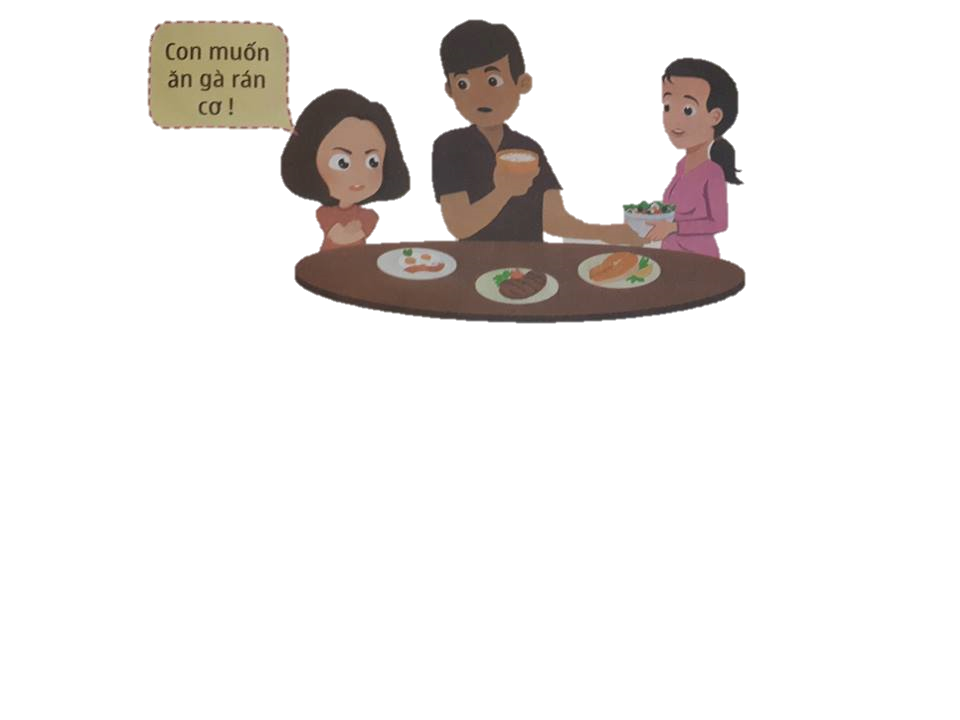 Con muốn
ăn gà rán
cơ !